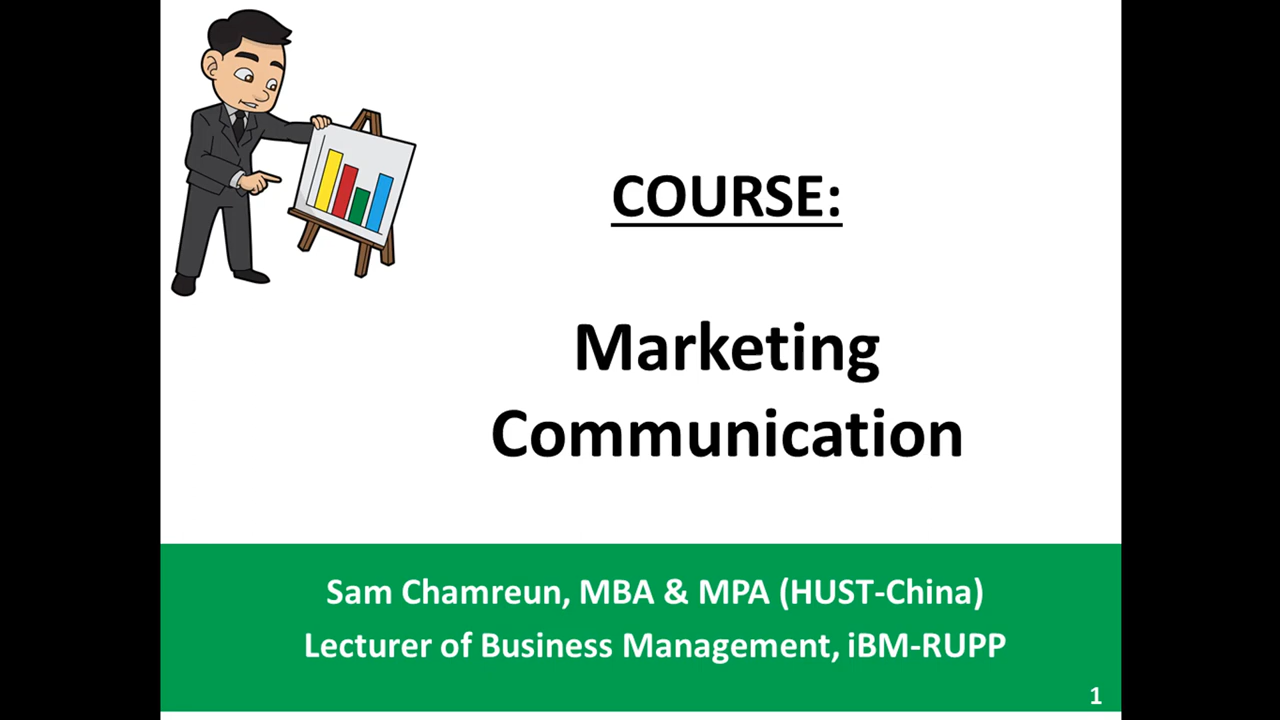 COURSE:
Marketing
Communication
Sam Chamreun, MBA & MPA (HUST-China)
Lecturer of Business Management, iBM-RUPP
1